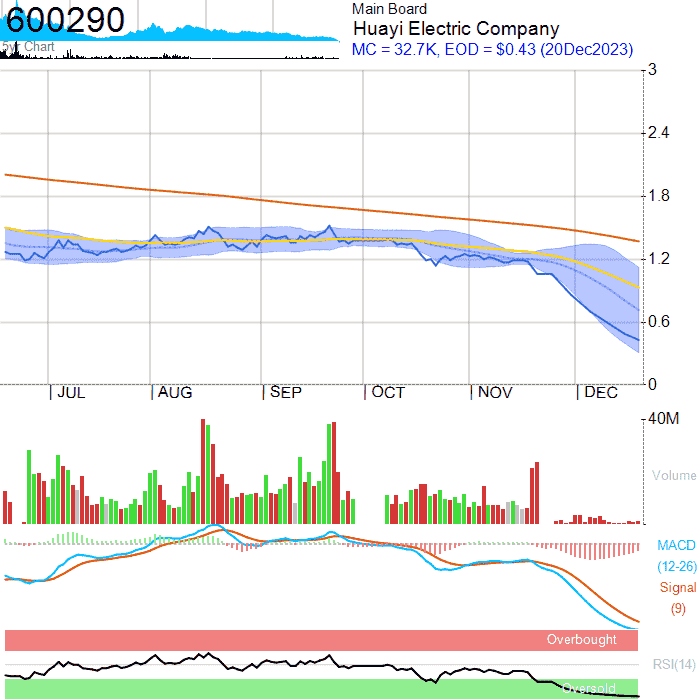 600290
5yr Chart
Main Board
Huayi Electric Company
MC = 32.7K, EOD = $0.43 (20Dec2023)
3
2.4
1.8
1.2
0.6
0
JUL
AUG
SEP
OCT
NOV
DEC
40M
Volume
MACD
(12-26)
Signal
(9)
Overbought
RSI(14)
Oversold